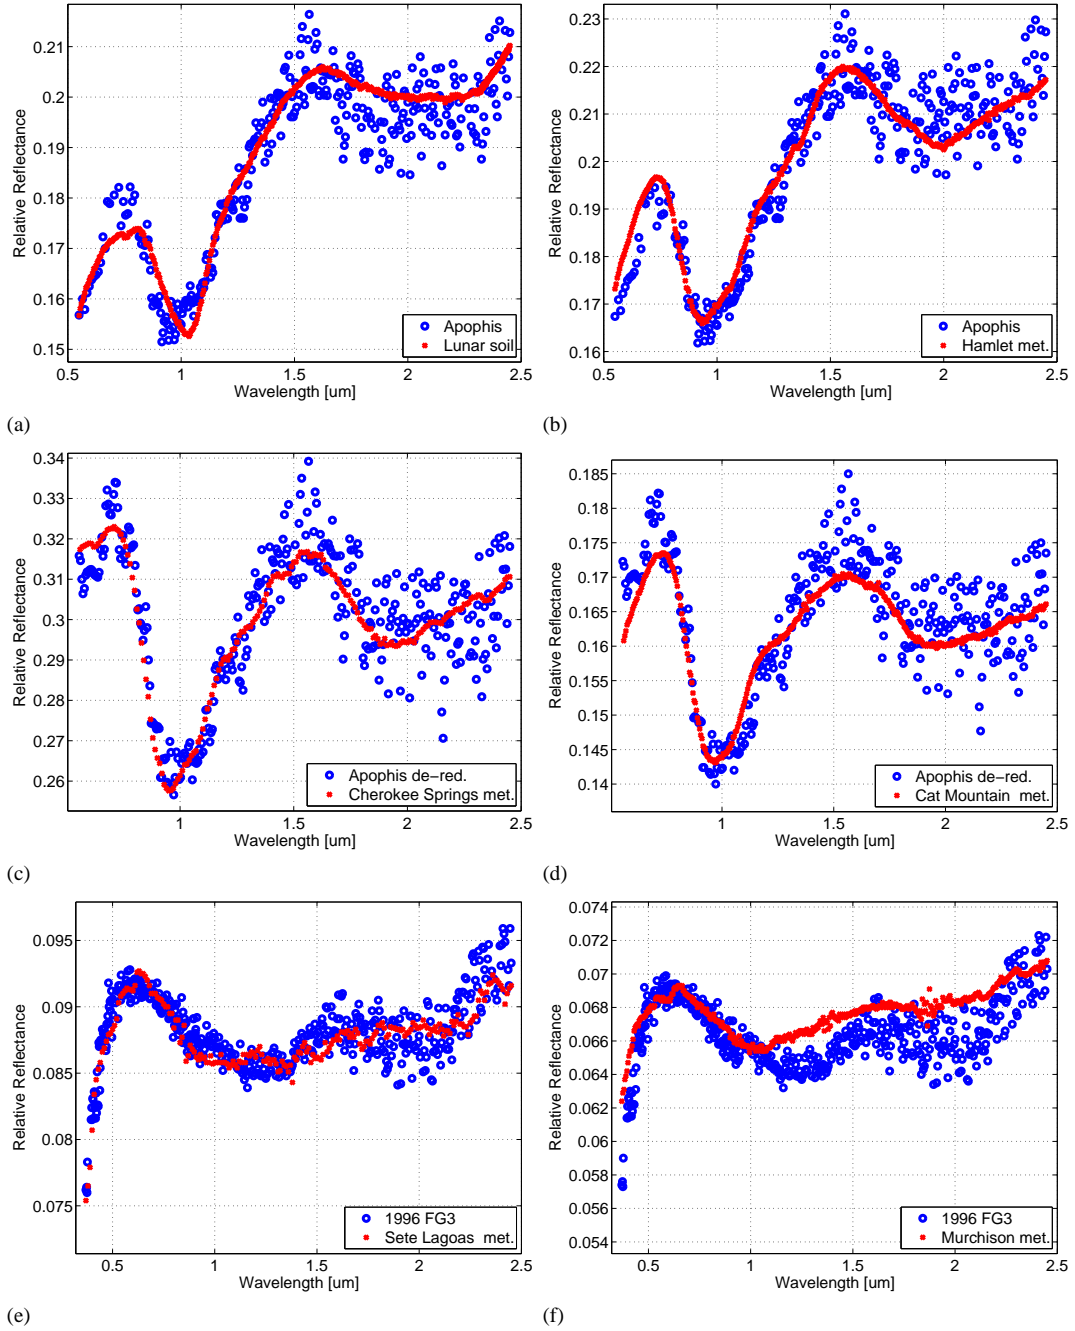 0.21
0.2
0.19
0.18
0.17
0.16
0.15
Relative Reflectance
0.5
1
1.5
2
2.5
Wavelength [um]
Apophis
Lunar soil
(a)
0.23
0.22
0.21
0.2
0.19
0.18
0.17
0.16
Relative Reflectance
0.5
1
1.5
2
2.5
Wavelength [um]
Apophis
Hamlet met.
(b)
0.34
0.33
0.32
0.31
0.3
0.29
0.28
0.27
0.26
Relative Reflectance
1
1.5
2
2.5
Wavelength [um]
Apophis de−red.
Cherokee Springs met.
(c)
0.185
0.18
0.175
0.17
0.165
0.16
0.155
0.15
0.145
0.14
Relative Reflectance
1
1.5
2
2.5
Wavelength [um]
Apophis de−red.
Cat Mountain met.
(d)
0.095
0.09
0.085
0.08
0.075
Relative Reflectance
0.5
1
1.5
2
2.5
Wavelength [um]
1996 FG3
Sete Lagoas met.
(e)
0.074
0.072
0.07
0.068
0.066
0.064
0.062
0.06
0.058
0.056
0.054
Relative Reflectance
0.5
1
1.5
2
2.5
Wavelength [um]
1996 FG3
Murchison met.
(f)